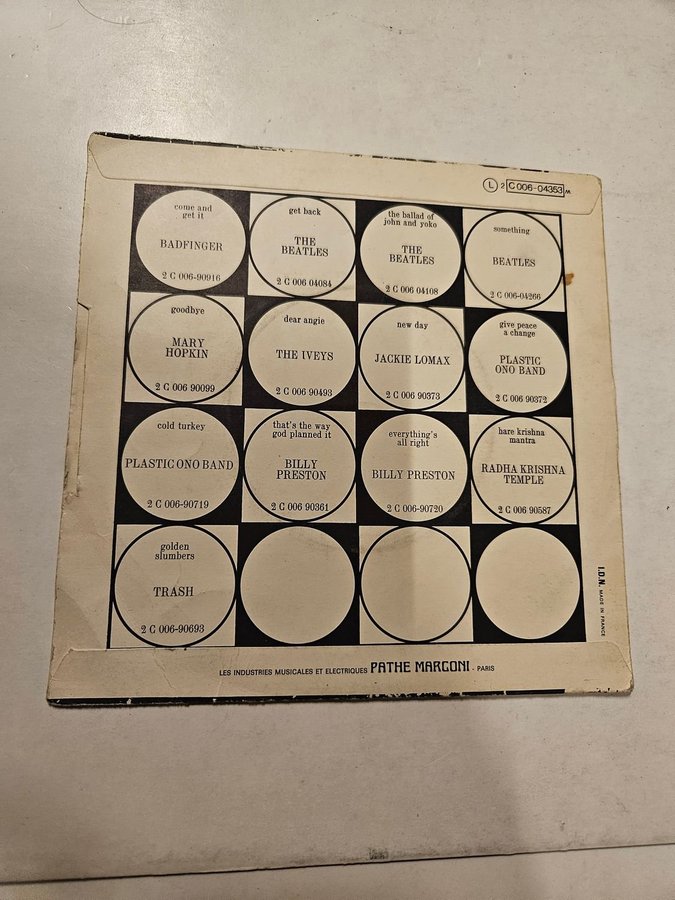 L 2 C 006-04353 M
come and
get it
BADFINGER
2 C 006-90916
get back
THE
BEATLES
2 C 006 04084
the ballad of
john and yoko
THE
BEATLES
2 C 006 04108
something
BEATLES
2 C 006-04266
goodbye
MARY
HOPKIN
2 C 006 90099
dear angie
THE IVEYS
2 C 006 90493
new day
JACKIE LOMAX
2 C 006 90373
give peace
a change
PLASTIC
ONO BAND
2 C 006 90372
cold turkey
PLASTIC ONO BAND
2 C 006-90719
that's the way
god planned it
BILLY
PRESTON
2 C 006 90361
everything's
all right
BILLY PRESTON
2 C 006-90720
hare krishna
mantra
RADHA KRISHNA
TEMPLE
2 C 006 90587
golden
slumbers
TRASH
2 C 006-90693
I.D.N. MADE IN FRANCE
LES INDUSTRIES MUSICALES ET ELECTRIQUES PATHE MARCONI - PARIS